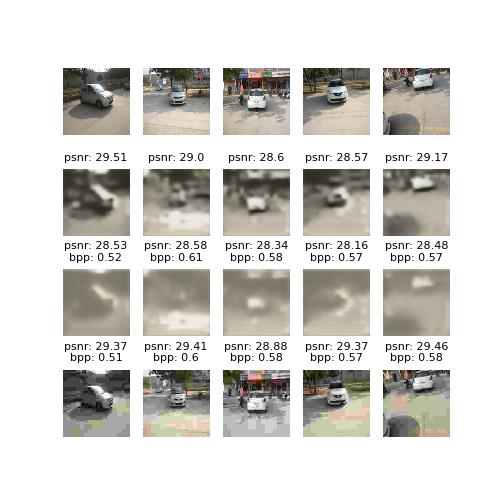 psnr: 29.51 psnr: 29.0 psnr: 28.6 psnr: 28.57 psnr: 29.17
psnr: 28.53 psnr: 28.58 psnr: 28.34 psnr: 28.16 psnr: 28.48
bpp: 0.52 bpp: 0.61 bpp: 0.58 bpp: 0.57 bpp: 0.57
psnr: 29.37 psnr: 29.41 psnr: 28.88 psnr: 29.37 psnr: 29.46
bpp: 0.51 bpp: 0.6 bpp: 0.58 bpp: 0.57 bpp: 0.58